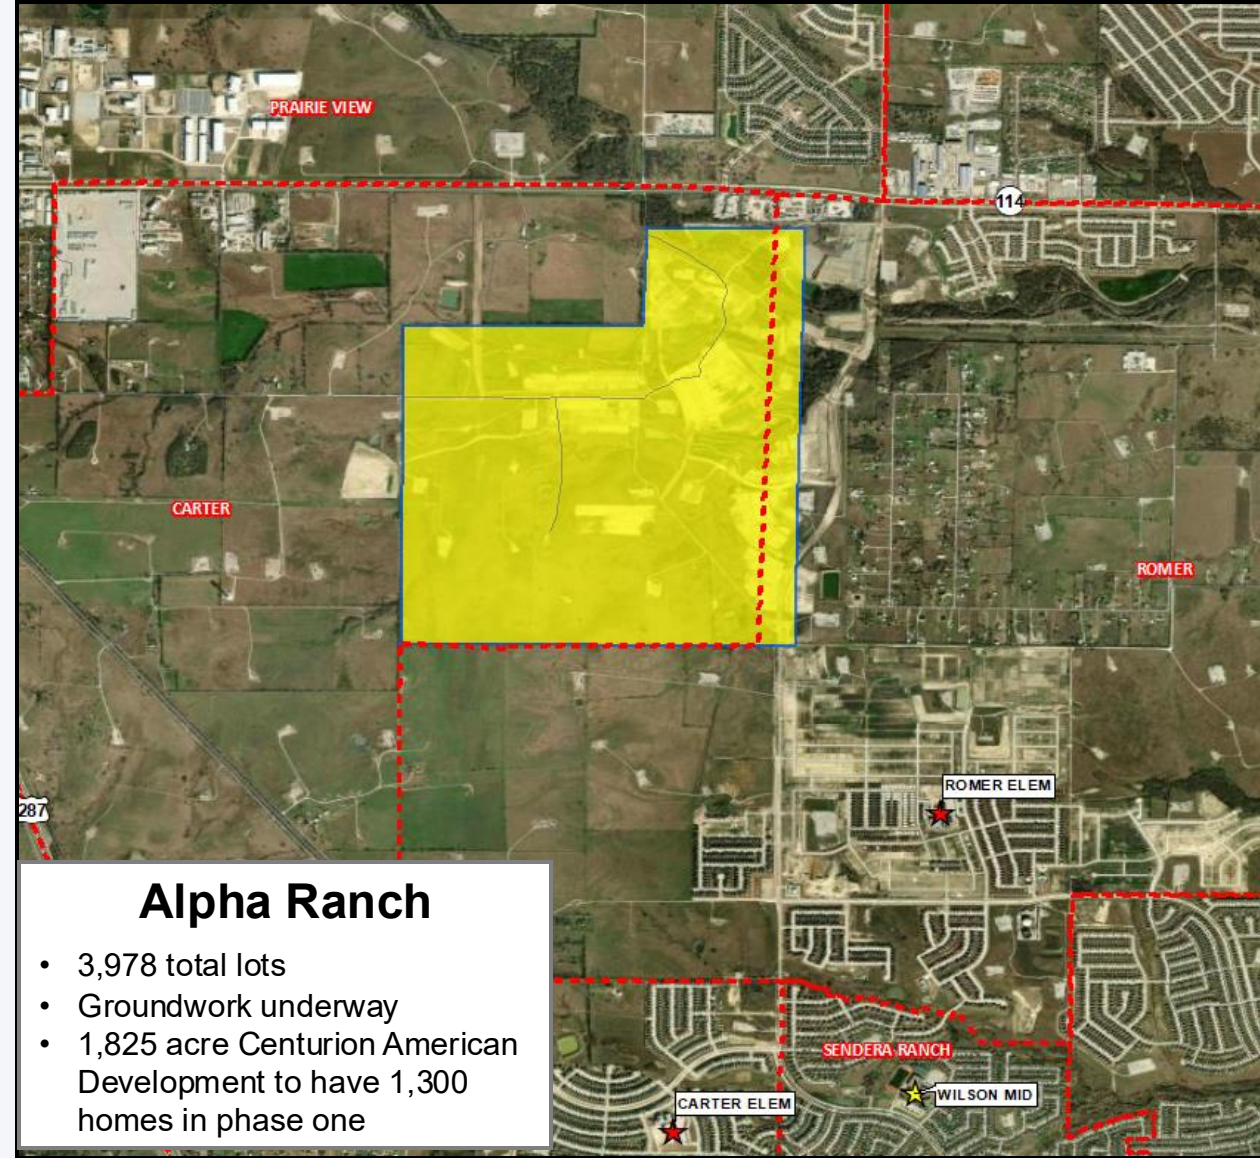 PRAIRIE VIEW
114
CARTER
ROMER
287
ROMER ELEM
Alpha Ranch
• 3,978 total lots
• Groundwork underway
• 1,825 acre Centurion American
Development to have 1,300
homes in phase one
SENDERA RANCH
WILSON MID
CARTER ELEM